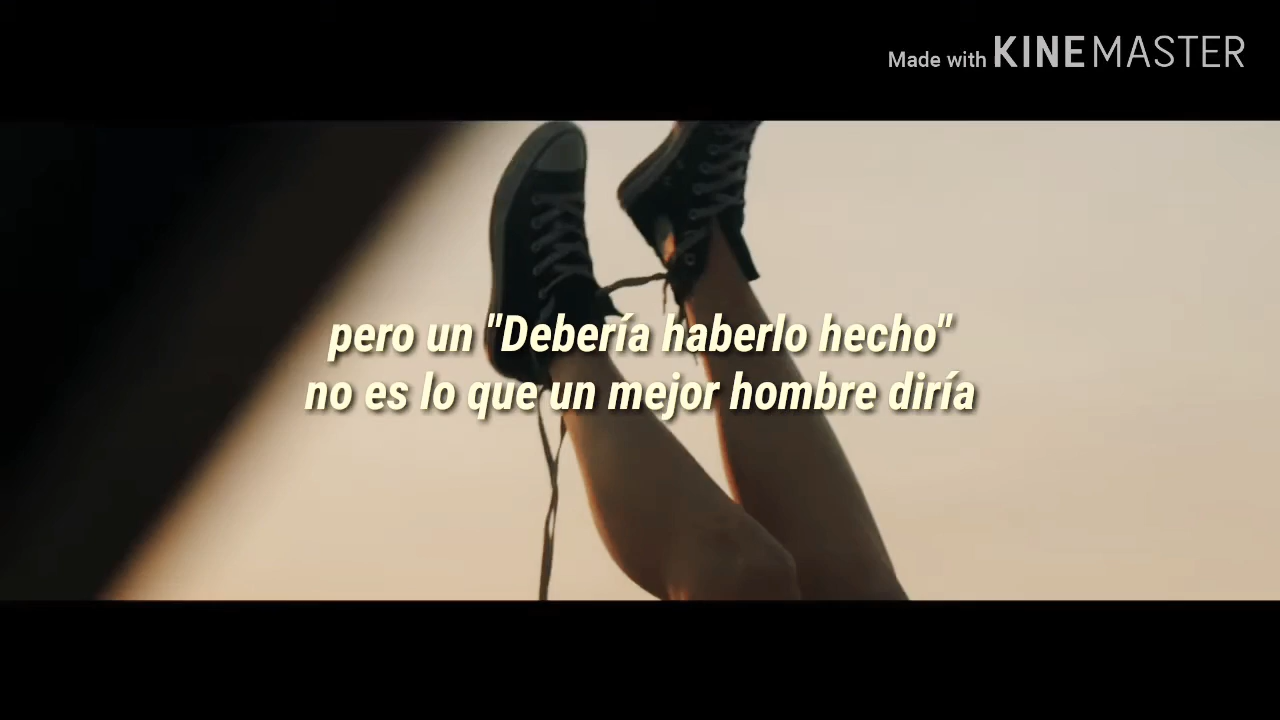 Made with KINEMASTER
pero un "Debería haberlo hecho"
no es lo que un mejor hombre diría